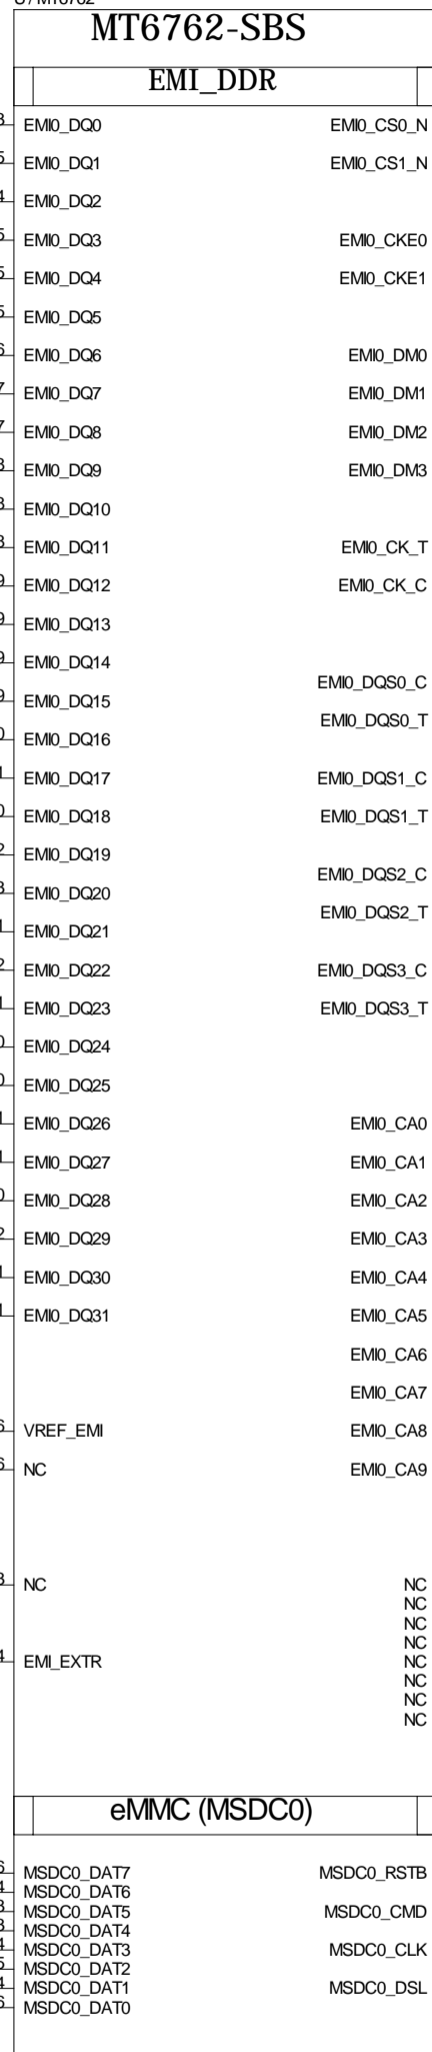 MT6762-SBS
EMI_DDR
EMI0_DQ0 EMI0_CS0_N
EMI0_DQ1 EMI0_CS1_N
EMI0_DQ2
EMI0_DQ3 EMI0_CKE0
EMI0_DQ4 EMI0_CKE1
EMI0_DQ5
EMI0_DQ6 EMI0_DM0
EMI0_DQ7 EMI0_DM1
EMI0_DQ8 EMI0_DM2
EMI0_DQ9 EMI0_DM3
EMI0_DQ10
EMI0_DQ11 EMI0_CK_T
EMI0_DQ12 EMI0_CK_C
EMI0_DQ13
EMI0_DQ14
EMI0_DQS0_C
EMI0_DQ15
EMI0_DQS0_T
EMI0_DQ16
EMI0_DQ17 EMI0_DQS1_C
EMI0_DQ18 EMI0_DQS1_T
EMI0_DQ19
EMI0_DQS2_C
EMI0_DQ20
EMI0_DQS2_T
EMI0_DQ21
EMI0_DQ22 EMI0_DQS3_C
EMI0_DQ23 EMI0_DQS3_T
EMI0_DQ24
EMI0_DQ25
EMI0_DQ26 EMI0_CA0
EMI0_DQ27 EMI0_CA1
EMI0_DQ28 EMI0_CA2
EMI0_DQ29 EMI0_CA3
EMI0_DQ30 EMI0_CA4
EMI0_DQ31 EMI0_CA5
EMI0_CA6
EMI0_CA7
VREF_EMI EMI0_CA8
NC EMI0_CA9
NC NC
NC
NC
NC
EMI_EXTR NC
NC
NC
NC
eMMC (MSDC0)
MSDC0_DAT7 MSDC0_RSTB
MSDC0_DAT6
MSDC0_DAT5 MSDC0_CMD
MSDC0_DAT4
MSDC0_DAT3 MSDC0_CLK
MSDC0_DAT2
MSDC0_DAT1 MSDC0_DSL
MSDC0_DAT0